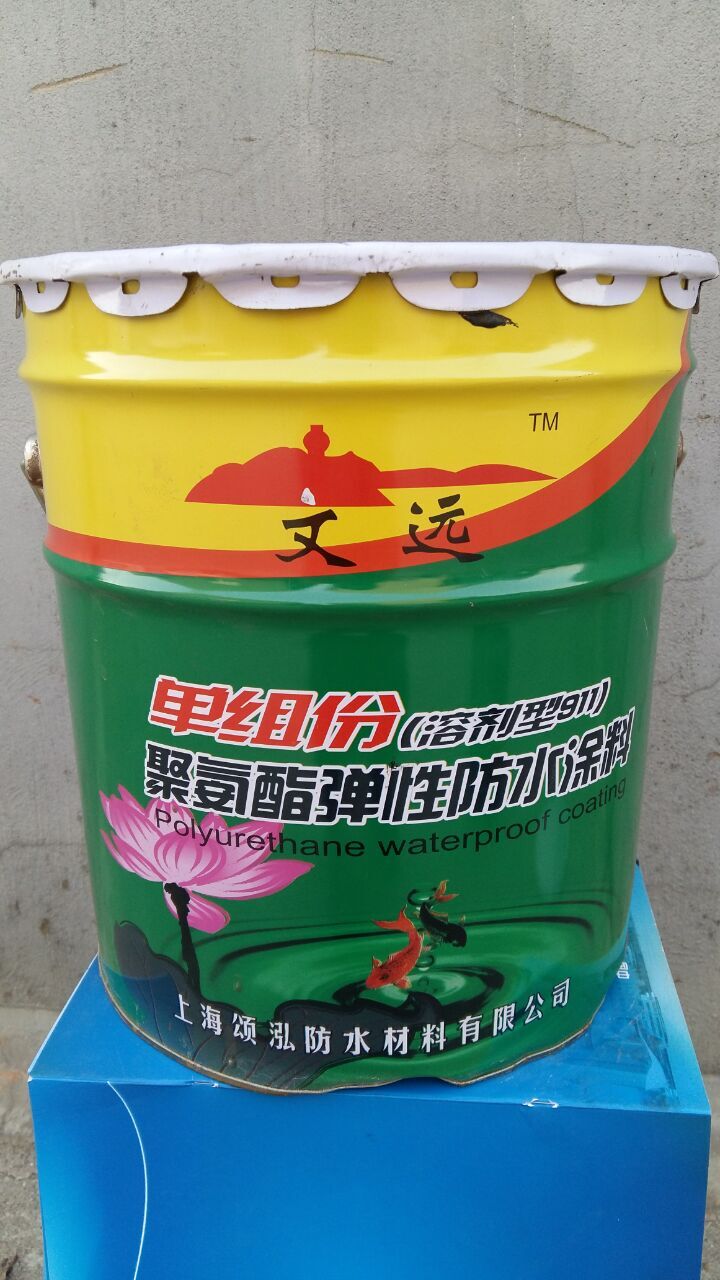 TM
文远
单组份(溶剂型911)
聚氨酯弹性防水涂料
Polyurethane waterproof coating
上海颂泓防水材料有限公司